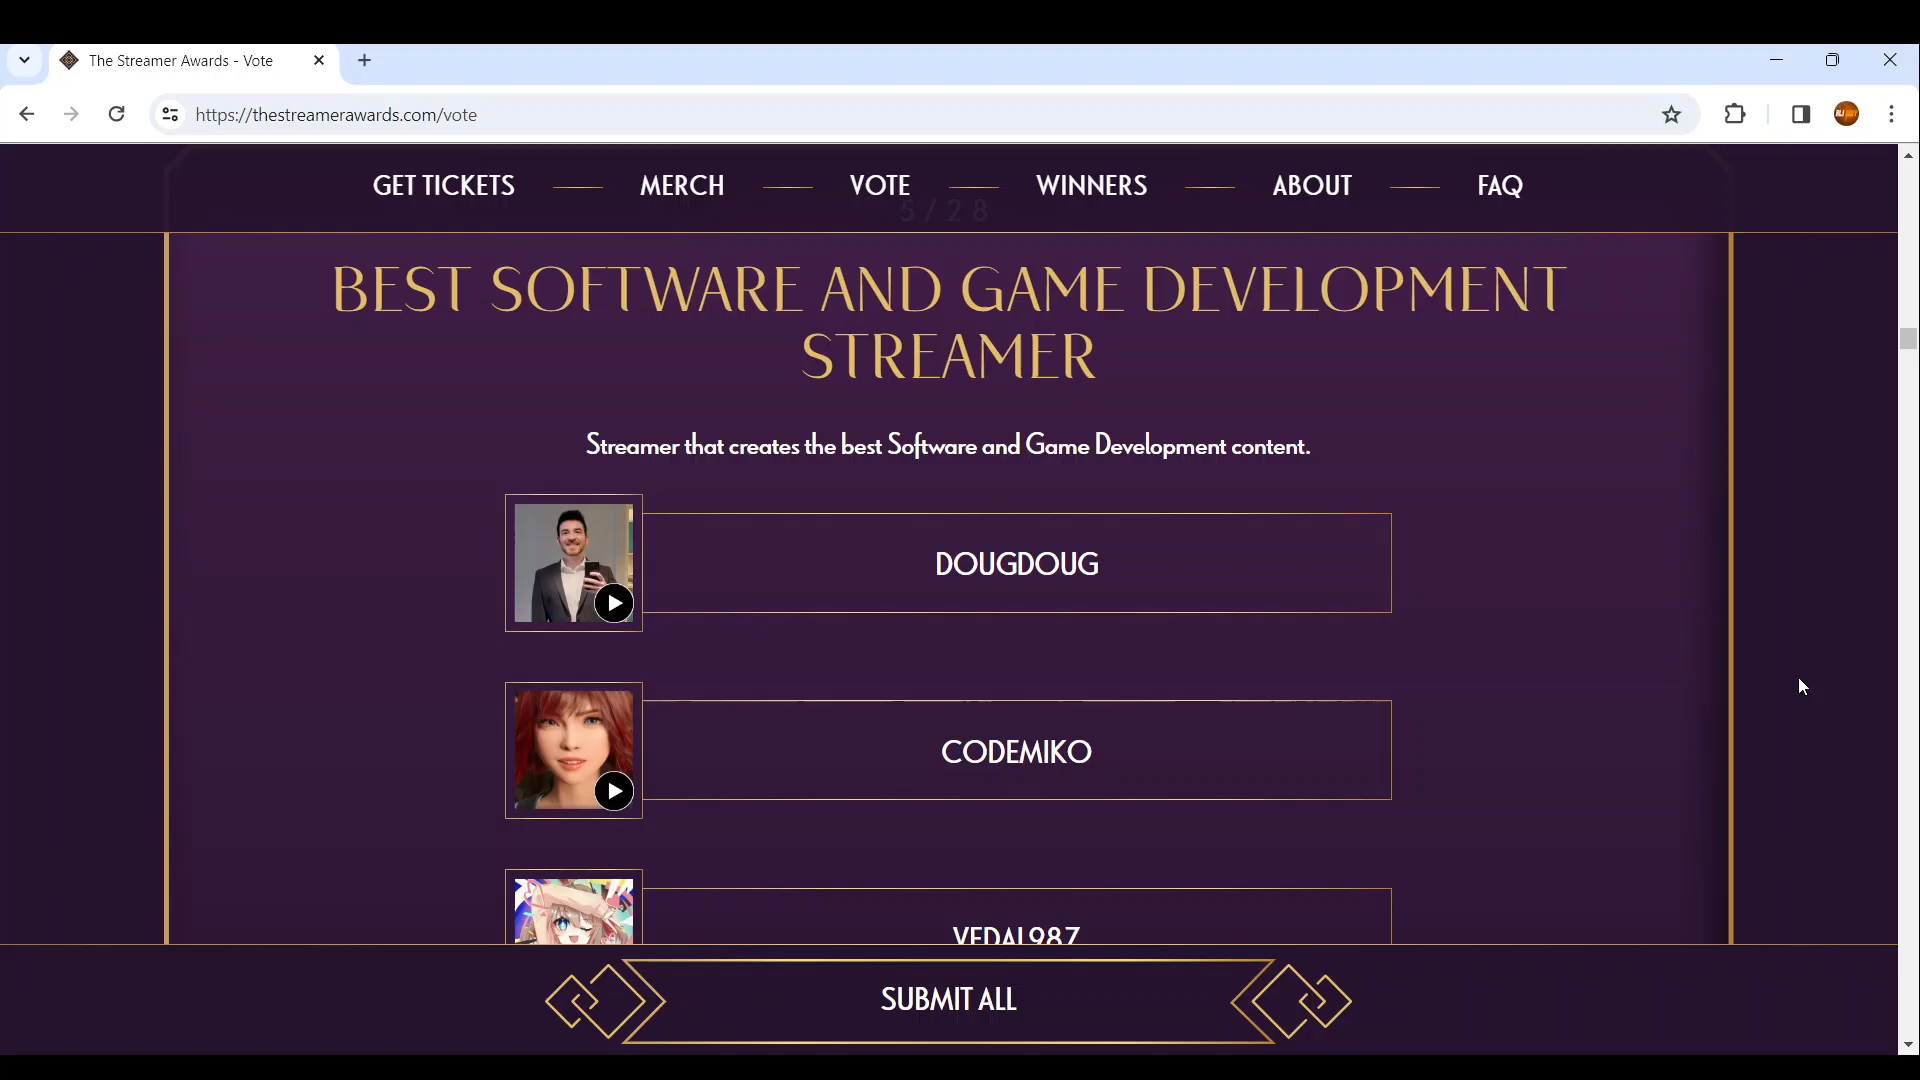 The Streamer Awards - Vote
https://thestreamerawards.com/vote
GET TICKETS
MERCH
VOTE
WINNERS
ABOUT
FAQ
5/28
BEST SOFTWARE AND GAME DEVELOPMENT
STREAMER
Streamer that creates the best Software and Game Development content.
DOUGDOUG
CODEMIKO
VEDAL987
SUBMIT ALL